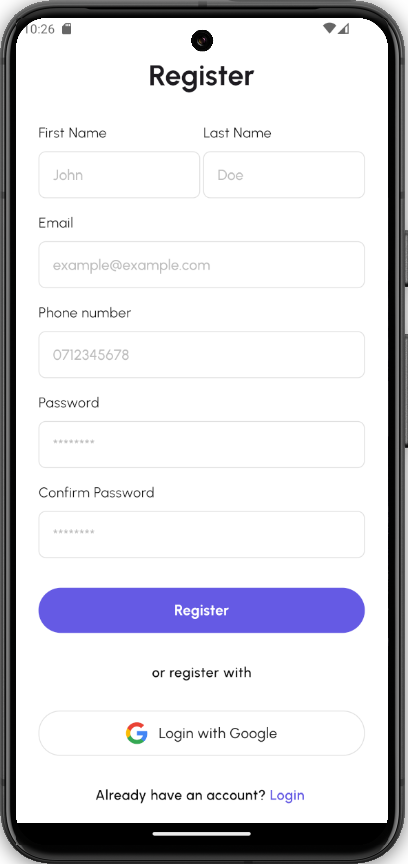 10:26
Register
First Name Last Name
John Doe
Email
example@example.com
Phone number
0712345678
Password
********
Confirm Password
********
Register
or register with
Login with Google
Already have an account? Login